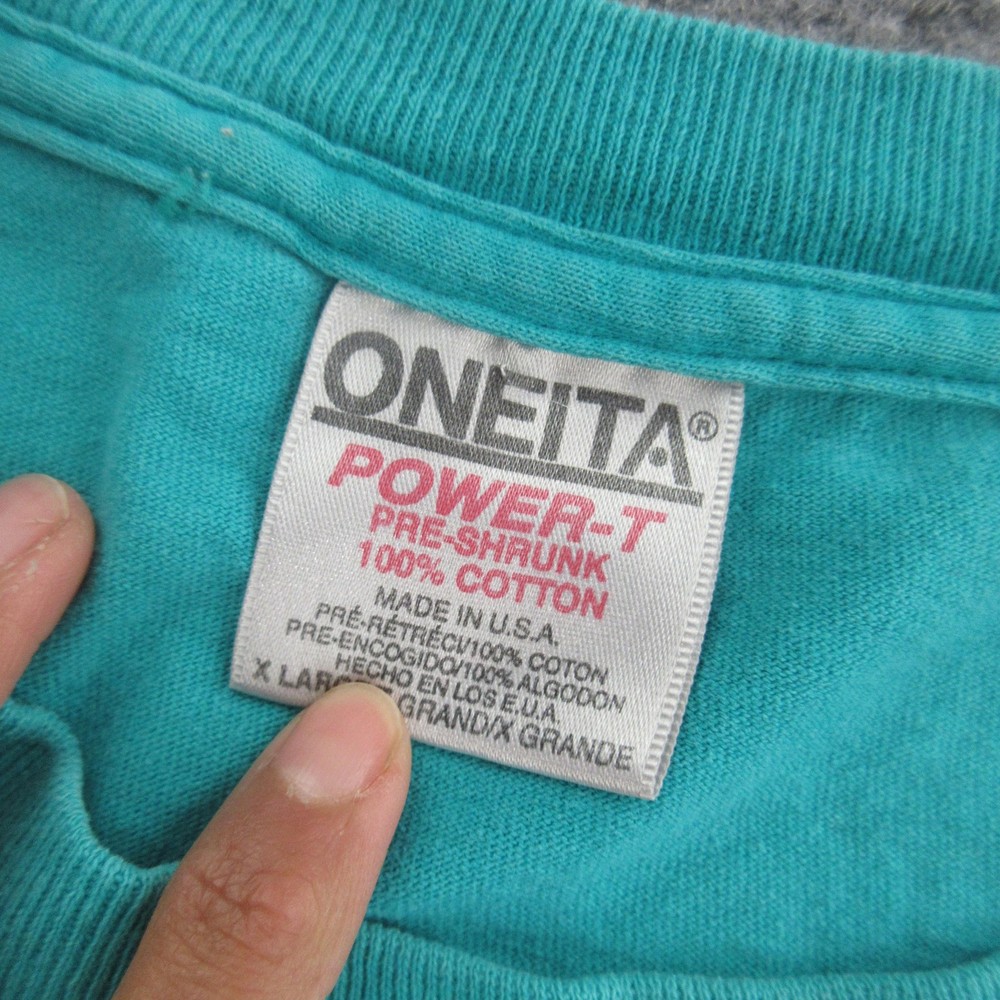 ONEITA®
POWER-T
PRE-SHRUNK
100% COTTON
MADE IN U.S.A.
PRÉ-RÉTRÉCI/100% COTON
PRE-ENCOGIDO/100% ALGODON
HECHO EN LOS E.U.A.
X GRAND/X GRANDE